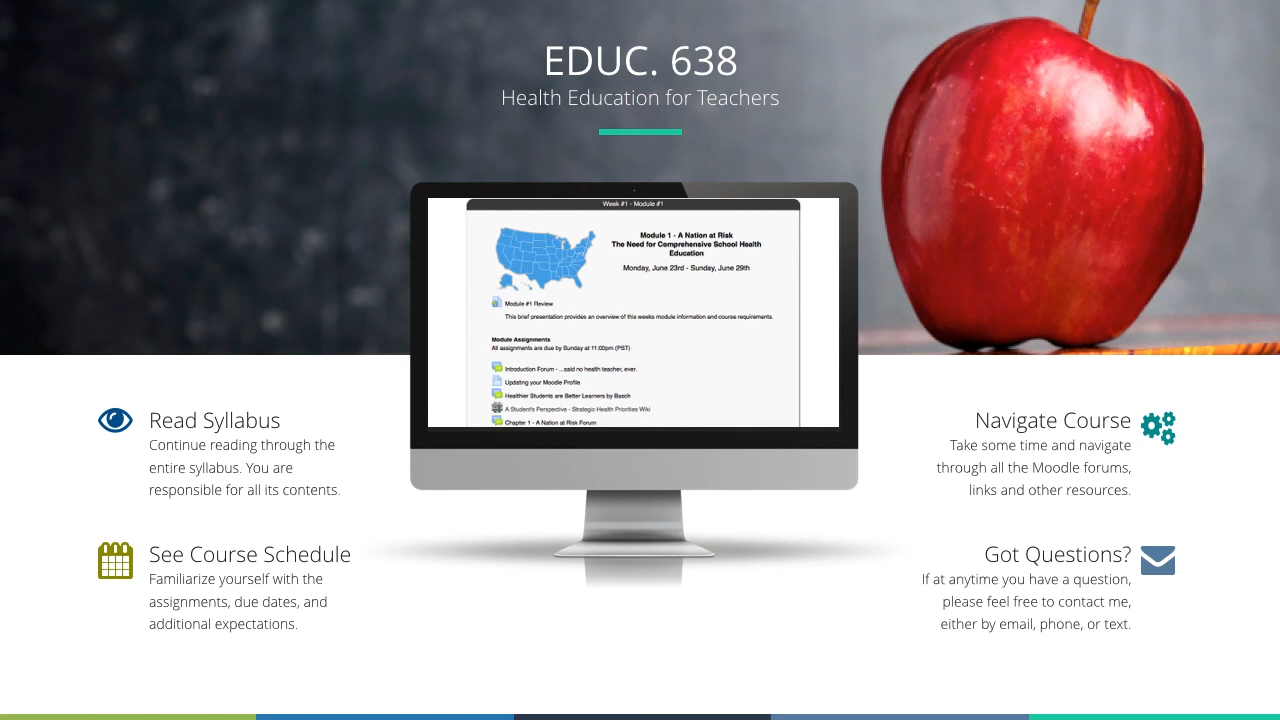 EDUC. 638
Health Education for Teachers
Week #1 - Module #1
Module 1 - A Nation at Risk
The Need for Comprehensive School Health
Education
Monday, June 23rd - Sunday, June 29th
Module #1 Review
This brief presentation provides an overview of this weeks module information and course requirements.
Module Assignments
All assignments are due by Sunday at 11:00pm (PST)
Introduction Forum - ...said no health teacher, ever.
Updating your Moodle Profile
Healthier Students are Better Learners by Basch
A Student's Perspective - Strategic Health Priorities Wiki
Chapter 1 - A Nation at Risk Forum
Read Syllabus
Continue reading through the
entire syllabus. You are
responsible for all its contents.
See Course Schedule
Familiarize yourself with the
assignments, due dates, and
additional expectations.
Navigate Course
Take some time and navigate
through all the Moodle forums,
links and other resources.
Got Questions?
If at anytime you have a question,
please feel free to contact me,
either by email, phone, or text.